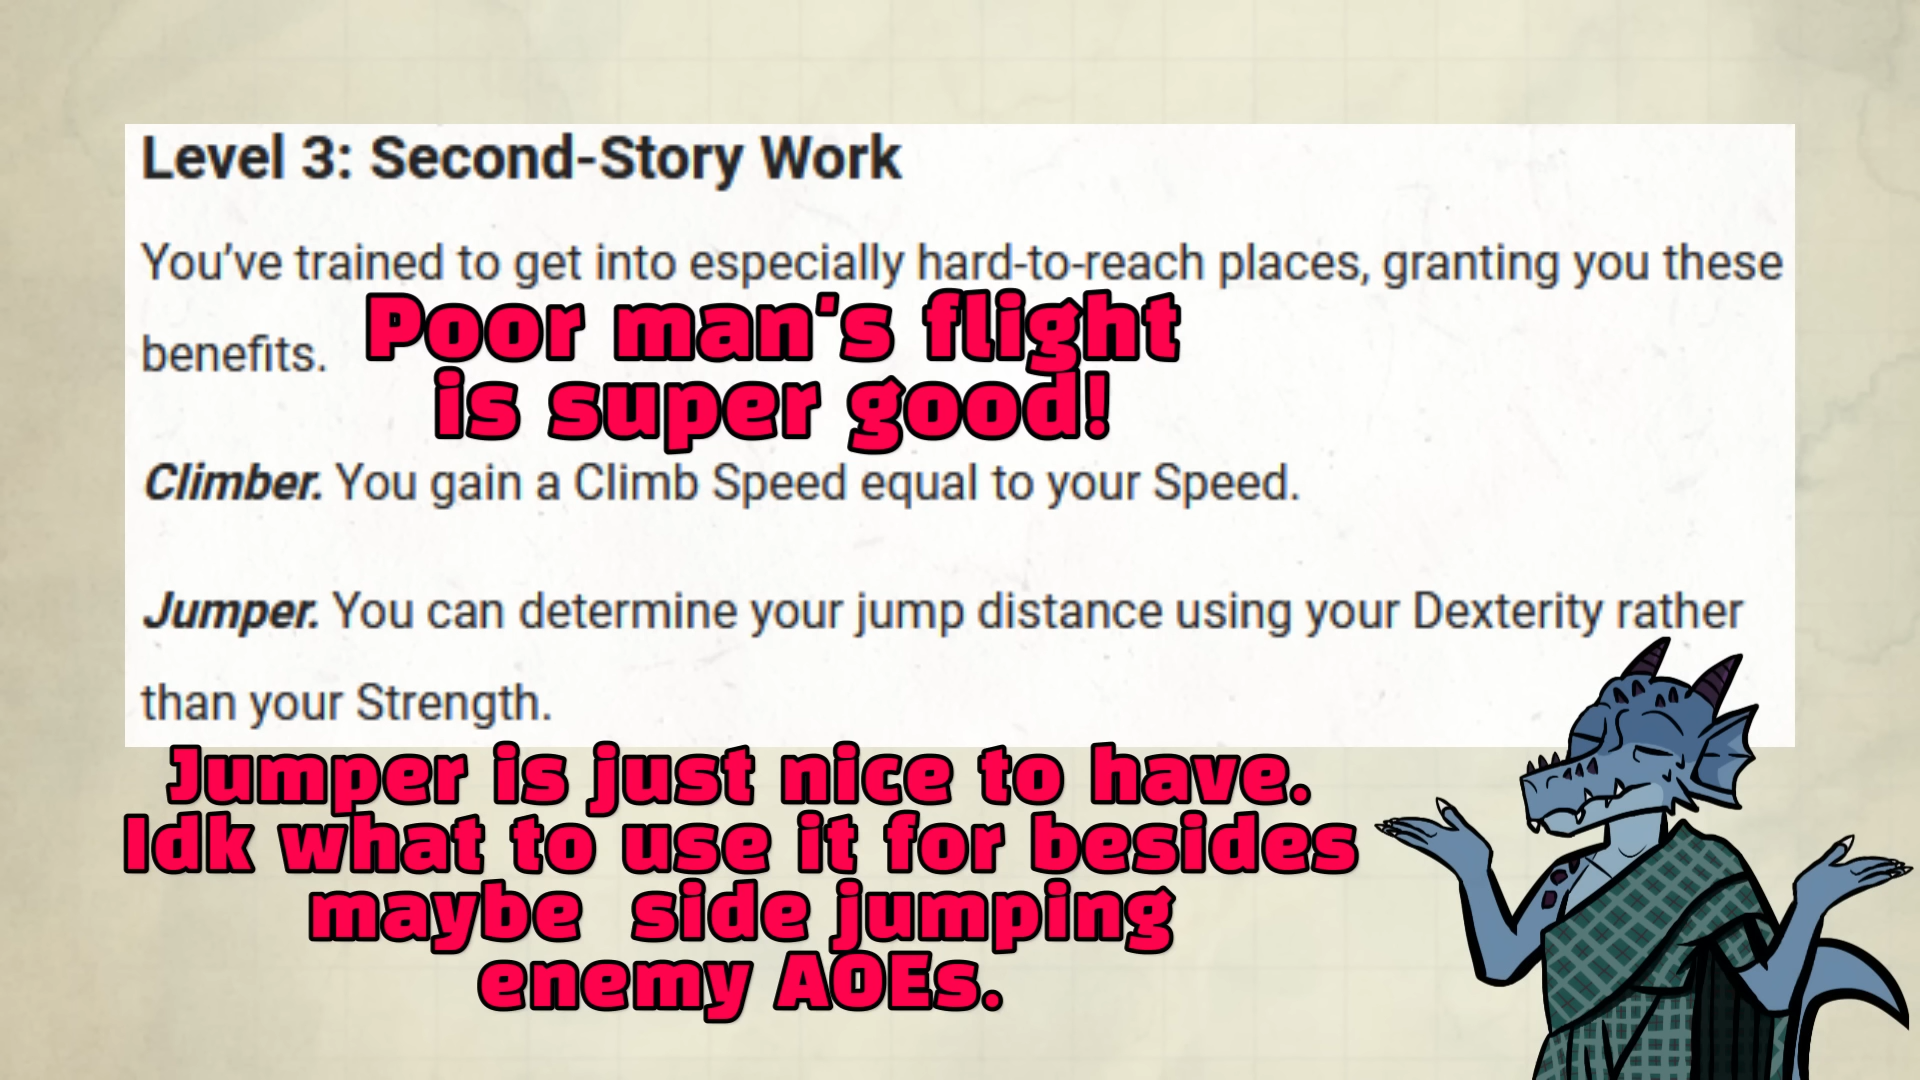 Level 3: Second-Story Work
You've trained to get into especially hard-to-reach places, granting you these
benefits.
Poor man's flight
is super good!
Climber. You gain a Climb Speed equal to your Speed.
Jumper. You can determine your jump distance using your Dexterity rather
than your Strength.
Jumper is just nice to have.
Idk what to use it for besides
maybe  side jumping
enemy AOEs.